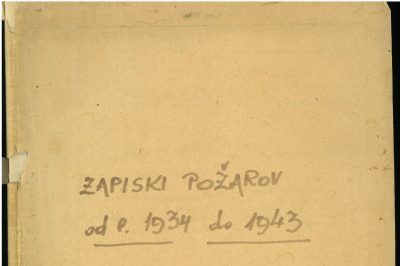 ZAPISKI POŽAROV
od l. 1934 do 1943